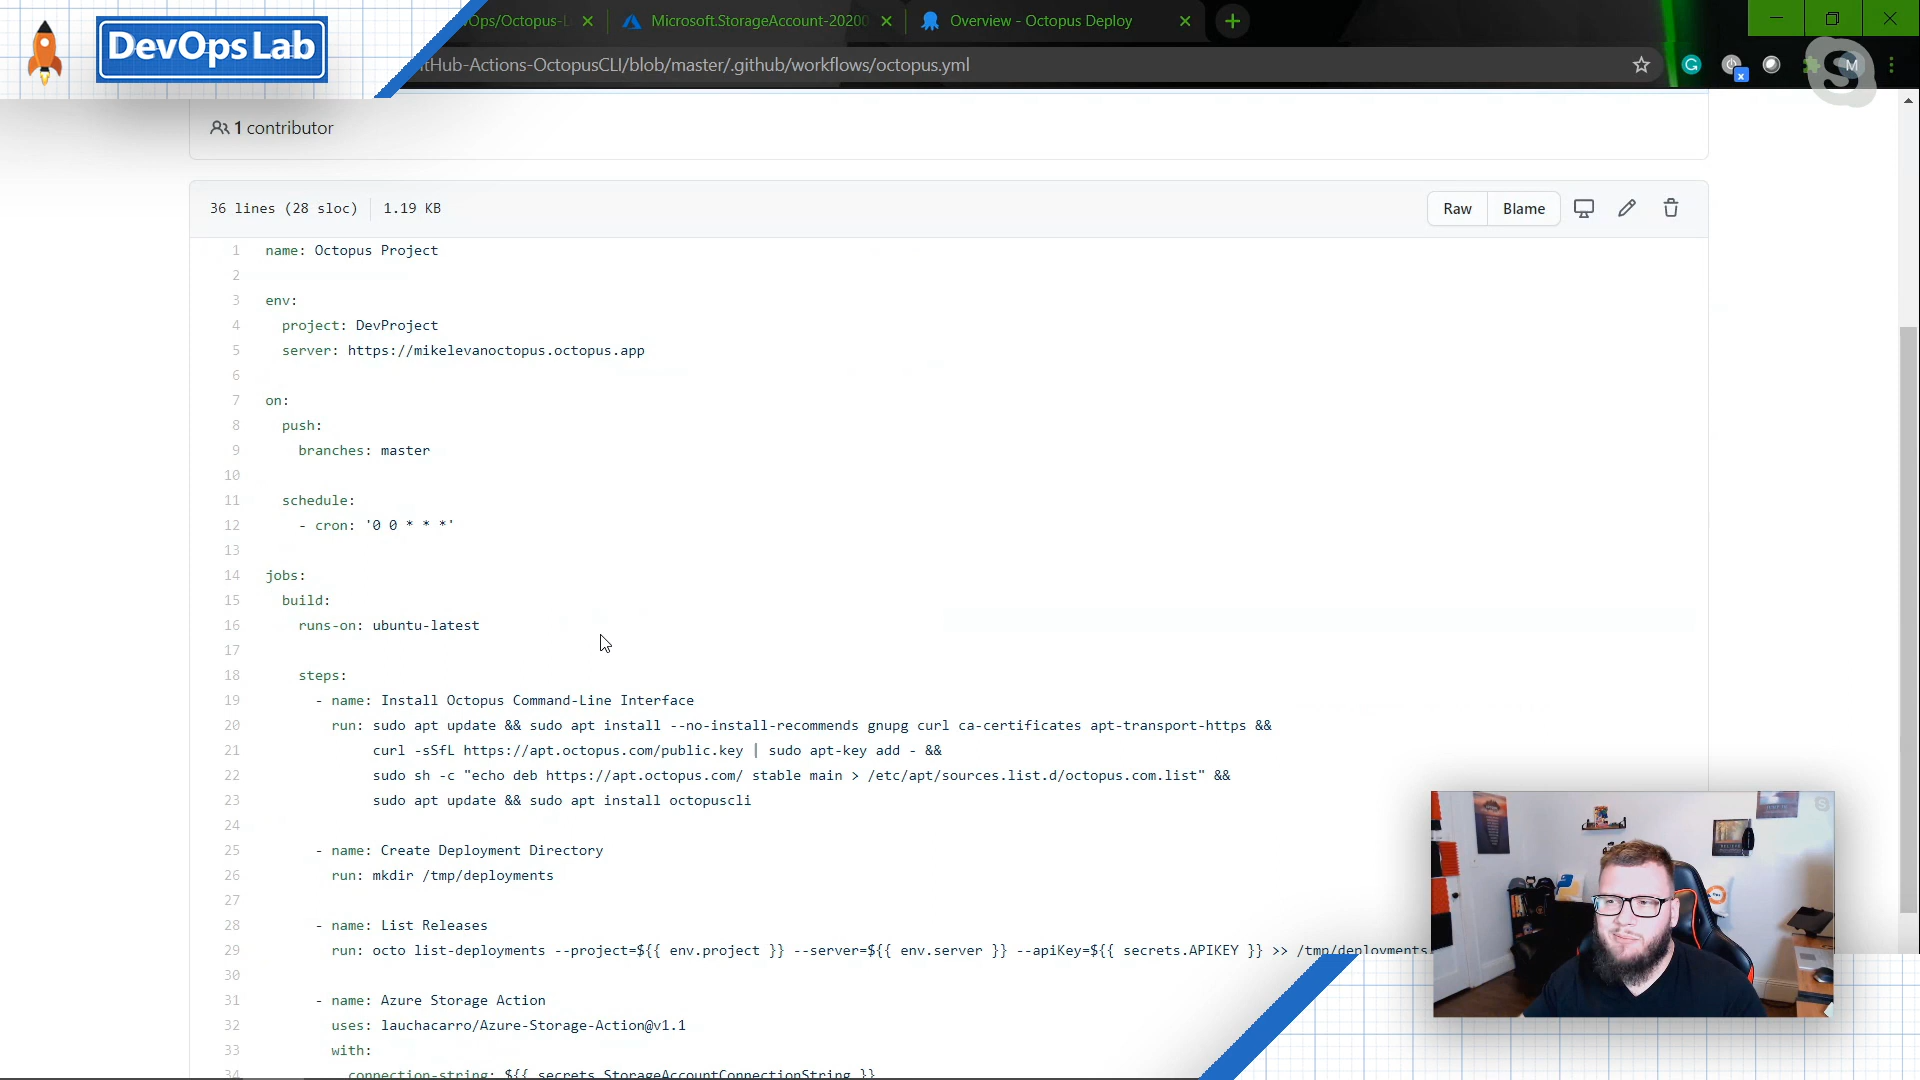 DevOps Lab
Ops/Octopus-
Microsoft.StorageAccount-20200
Overview - Octopus Deploy
tHub-Actions-OctopusCLI/blob/master/.github/workflows/octopus.yml
M
1 contributor
36 lines (28 sloc)
1.19 KB
Raw
Blame
1 name: Octopus Project
2
3 env:
4 project: DevProject
5 server: https://mikelevanoctopus.octopus.app
6
7 on:
8 push:
9 branches: master
10
11 schedule:
12 - cron: '0 0 * * *'
13
14 jobs:
15 build:
16 runs-on: ubuntu-latest
17
18 steps:
19 - name: Install Octopus Command-Line Interface
20 run: sudo apt update && sudo apt install --no-install-recommends gnupg curl ca-certificates apt-transport-https &&
21 curl -sSfL https://apt.octopus.com/public.key | sudo apt-key add - &&
22 sudo sh -c "echo deb https://apt.octopus.com/ stable main > /etc/apt/sources.list.d/octopus.com.list" &&
23 sudo apt update && sudo apt install octopuscli
24
25 - name: Create Deployment Directory
26 run: mkdir /tmp/deployments
27
28 - name: List Releases
29 run: octo list-deployments --project=${{ env.project }} --server=${{ env.server }} --apiKey=${{ secrets.APIKEY }} >> /tmp/deployments
30
31 - name: Azure Storage Action
32 uses: lauchacarro/Azure-Storage-Action@v1.1
33 with:
34 connection-string: ${{ secrets.StorageAccountConnectionString }}